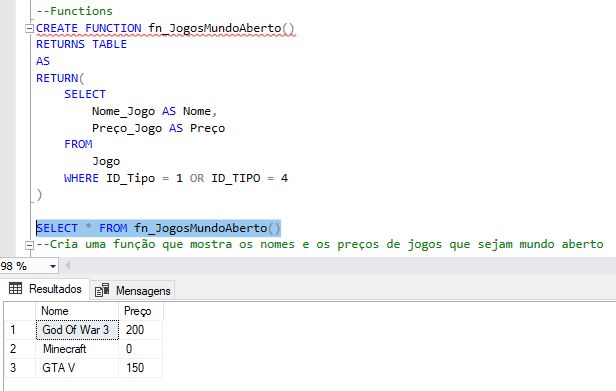 --Functions
CREATE FUNCTION fn_JogosMundoAberto()
RETURNS TABLE
AS
RETURN(
SELECT
Nome_Jogo AS Nome,
Preço_Jogo AS Preço
FROM
Jogo
WHERE ID_Tipo = 1 OR ID_TIPO = 4
)
SELECT * FROM fn_JogosMundoAberto()
--Cria uma função que mostra os nomes e os preços de jogos que sejam mundo aberto
98 %
Resultados Mensagens
Nome Preço
1 God Of War 3 200
2 Minecraft 0
3 GTA V 150